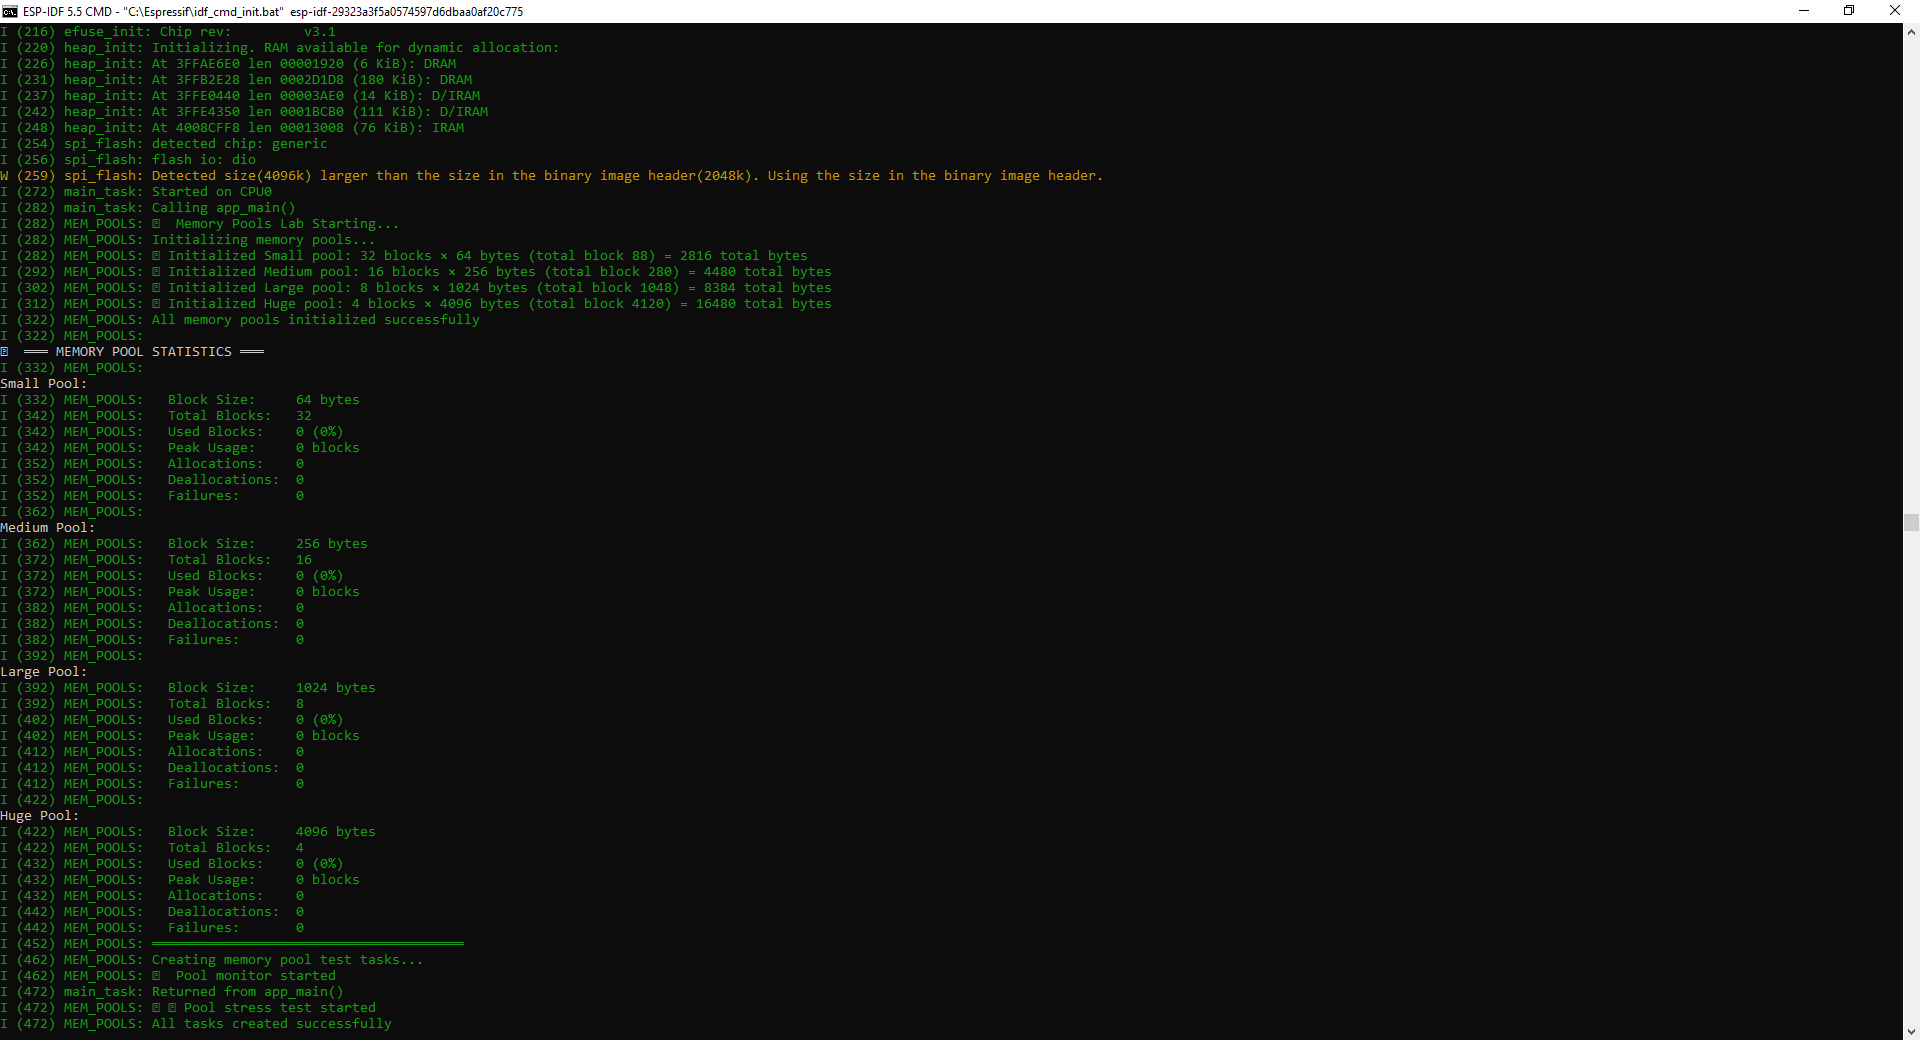 ESP-IDF 5.5 CMD - "C:\Espressif\idf_cmd_init.bat"  esp-idf-29323a3f5a0574597d6dbaa0af20c775
I (216) efuse_init: Chip rev:         v3.1
I (220) heap_init: Initializing. RAM available for dynamic allocation:
I (226) heap_init: At 3FFAE6E0 len 00001920 (6 KiB): DRAM
I (231) heap_init: At 3FFB2E28 len 0002D1D8 (180 KiB): DRAM
I (237) heap_init: At 3FFE0440 len 00003AE0 (14 KiB): D/IRAM
I (242) heap_init: At 3FFE4350 len 0001BCB0 (111 KiB): D/IRAM
I (248) heap_init: At 4008CFF8 len 00013008 (76 KiB): IRAM
I (254) spi_flash: detected chip: generic
I (256) spi_flash: flash io: dio
W (259) spi_flash: Detected size(4096k) larger than the size in the binary image header(2048k). Using the size in the binary image header.
I (272) main_task: Started on CPU0
I (282) main_task: Calling app_main()
I (282) MEM_POOLS:   Memory Pools Lab Starting...
I (282) MEM_POOLS: Initializing memory pools...
I (282) MEM_POOLS: Initialized Small pool: 32 blocks × 64 bytes (total block 88) = 2816 total bytes
I (292) MEM_POOLS: Initialized Medium pool: 16 blocks × 256 bytes (total block 280) = 4480 total bytes
I (302) MEM_POOLS: Initialized Large pool: 8 blocks × 1024 bytes (total block 1048) = 8384 total bytes
I (312) MEM_POOLS: Initialized Huge pool: 4 blocks × 4096 bytes (total block 4120) = 16480 total bytes
I (322) MEM_POOLS: All memory pools initialized successfully
I (322) MEM_POOLS:
═══ MEMORY POOL STATISTICS ═══
I (332) MEM_POOLS:
Small Pool:
I (332) MEM_POOLS:   Block Size:     64 bytes
I (342) MEM_POOLS:   Total Blocks:   32
I (342) MEM_POOLS:   Used Blocks:    0 (0%)
I (342) MEM_POOLS:   Peak Usage:     0 blocks
I (352) MEM_POOLS:   Allocations:    0
I (352) MEM_POOLS:   Deallocations:  0
I (352) MEM_POOLS:   Failures:       0
I (362) MEM_POOLS:
Medium Pool:
I (362) MEM_POOLS:   Block Size:     256 bytes
I (372) MEM_POOLS:   Total Blocks:   16
I (372) MEM_POOLS:   Used Blocks:    0 (0%)
I (372) MEM_POOLS:   Peak Usage:     0 blocks
I (382) MEM_POOLS:   Allocations:    0
I (382) MEM_POOLS:   Deallocations:  0
I (382) MEM_POOLS:   Failures:       0
I (392) MEM_POOLS:
Large Pool:
I (392) MEM_POOLS:   Block Size:     1024 bytes
I (392) MEM_POOLS:   Total Blocks:   8
I (402) MEM_POOLS:   Used Blocks:    0 (0%)
I (402) MEM_POOLS:   Peak Usage:     0 blocks
I (412) MEM_POOLS:   Allocations:    0
I (412) MEM_POOLS:   Deallocations:  0
I (412) MEM_POOLS:   Failures:       0
I (422) MEM_POOLS:
Huge Pool:
I (422) MEM_POOLS:   Block Size:     4096 bytes
I (422) MEM_POOLS:   Total Blocks:   4
I (432) MEM_POOLS:   Used Blocks:    0 (0%)
I (432) MEM_POOLS:   Peak Usage:     0 blocks
I (432) MEM_POOLS:   Allocations:    0
I (442) MEM_POOLS:   Deallocations:  0
I (442) MEM_POOLS:   Failures:       0
I (452) MEM_POOLS: ═══════════════════════════════════════
I (462) MEM_POOLS: Creating memory pool test tasks...
I (462) MEM_POOLS:   Pool monitor started
I (472) main_task: Returned from app_main()
I (472) MEM_POOLS: Pool stress test started
I (472) MEM_POOLS: All tasks created successfully